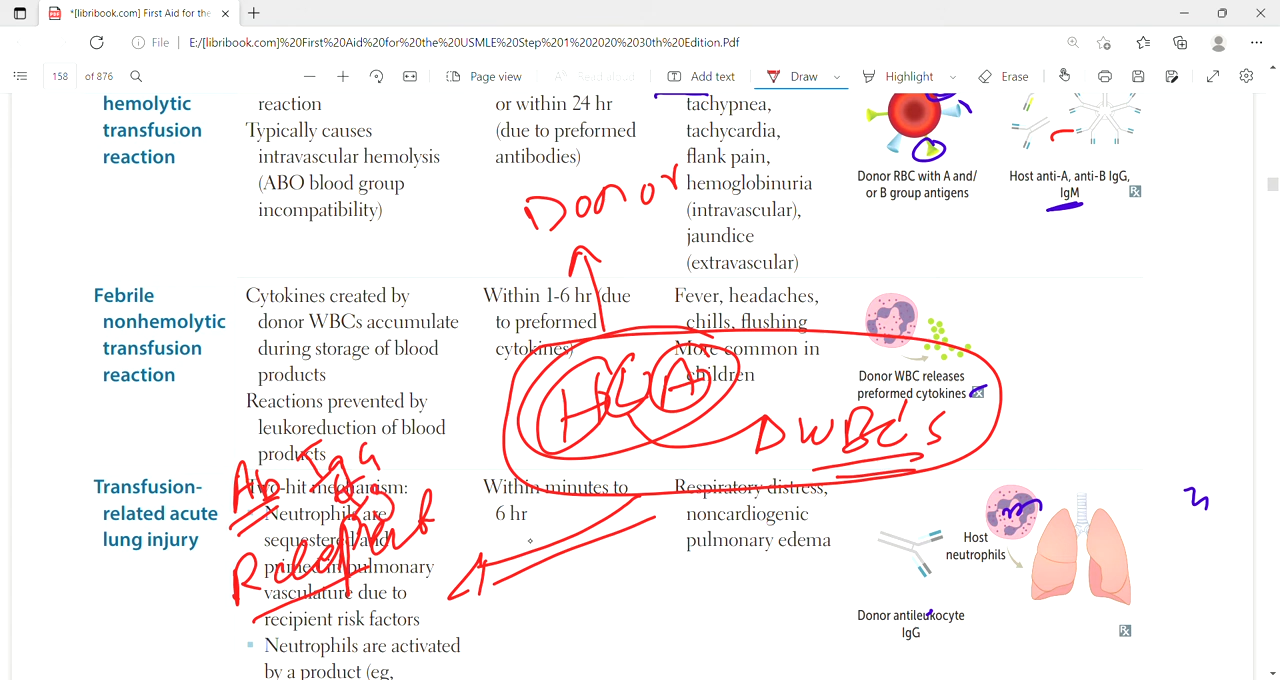 *[libribook.com] First Aid for the
File E:/[libribook.com]%20First%20Aid%20for%20the%20USMLE%20Step%201%202020%2030th%20Edition.Pdf
158 of 876 Page view Read aloud Add text Draw Highlight Erase
hemolytic
transfusion
reaction
reaction
Typically causes
intravascular hemolysis
(ABO blood group
incompatibility)
or within 24 hr
(due to preformed
antibodies)
tachypnea,
tachycardia,
flank pain,
hemoglobinuria
(intravascular),
jaundice
(extravascular)
Donor RBC with A and/
or B group antigens
Host anti-A, anti-B IgG,
IgM
Donor
Febrile
nonhemolytic
transfusion
reaction
Cytokines created by
donor WBCs accumulate
during storage of blood
products
Reactions prevented by
leukoreduction of blood
products
Within 1-6 hr (due
to preformed
cytokines)
Fever, headaches,
chills, flushing
More common in
children
Donor WBC releases
preformed cytokines
HLA
D WBC's
Ab IgG
Transfusion-
related acute
lung injury
Two-hit mechanism:
Neutrophils are
sequestered and
primed in pulmonary
vasculature due to
recipient risk factors
Neutrophils are activated
by a product (eg,
Within minutes to
6 hr
Respiratory distress,
noncardiogenic
pulmonary edema
Host
neutrophils
Donor antileukocyte
IgG